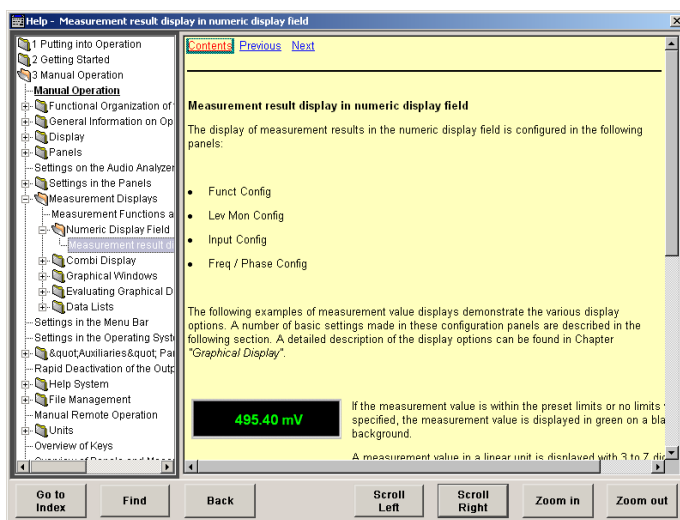 Help - Measurement result display in numeric display field
1 Putting into Operation
2 Getting Started
3 Manual Operation
Manual Operation
Functional Organization of
General Information on Op
Display
Panels
Settings on the Audio Analyzer
Settings in the Panels
Measurement Displays
Measurement Functions a
Numeric Display Field
Measurement result di
Combi Display
Graphical Windows
Evaluating Graphical D
Data Lists
Settings in the Menu Bar
Settings in the Operating Syst
&quot;Auxiliaries&quot; Pa
Rapid Deactivation of the Outp
Help System
File Management
Manual Remote Operation
Units
Overview of Keys
Contents Previous Next
Measurement result display in numeric display field
The display of measurement results in the numeric display field is configured in the following
panels:
• Funct Config
• Lev Mon Config
• Input Config
• Freq / Phase Config
The following examples of measurement value displays demonstrate the various display
options. A number of basic settings made in these configuration panels are described in the
following section. A detailed description of the display options can be found in Chapter
"Graphical Display".
495.40 mV
If the measurement value is within the preset limits or no limits
specified, the measurement value is displayed in green on a bla
background.
A measurement value in a linear unit is displayed with 3 to 7 dig
Go to
Index
Find
Back
Scroll
Left
Scroll
Right
Zoom in
Zoom out